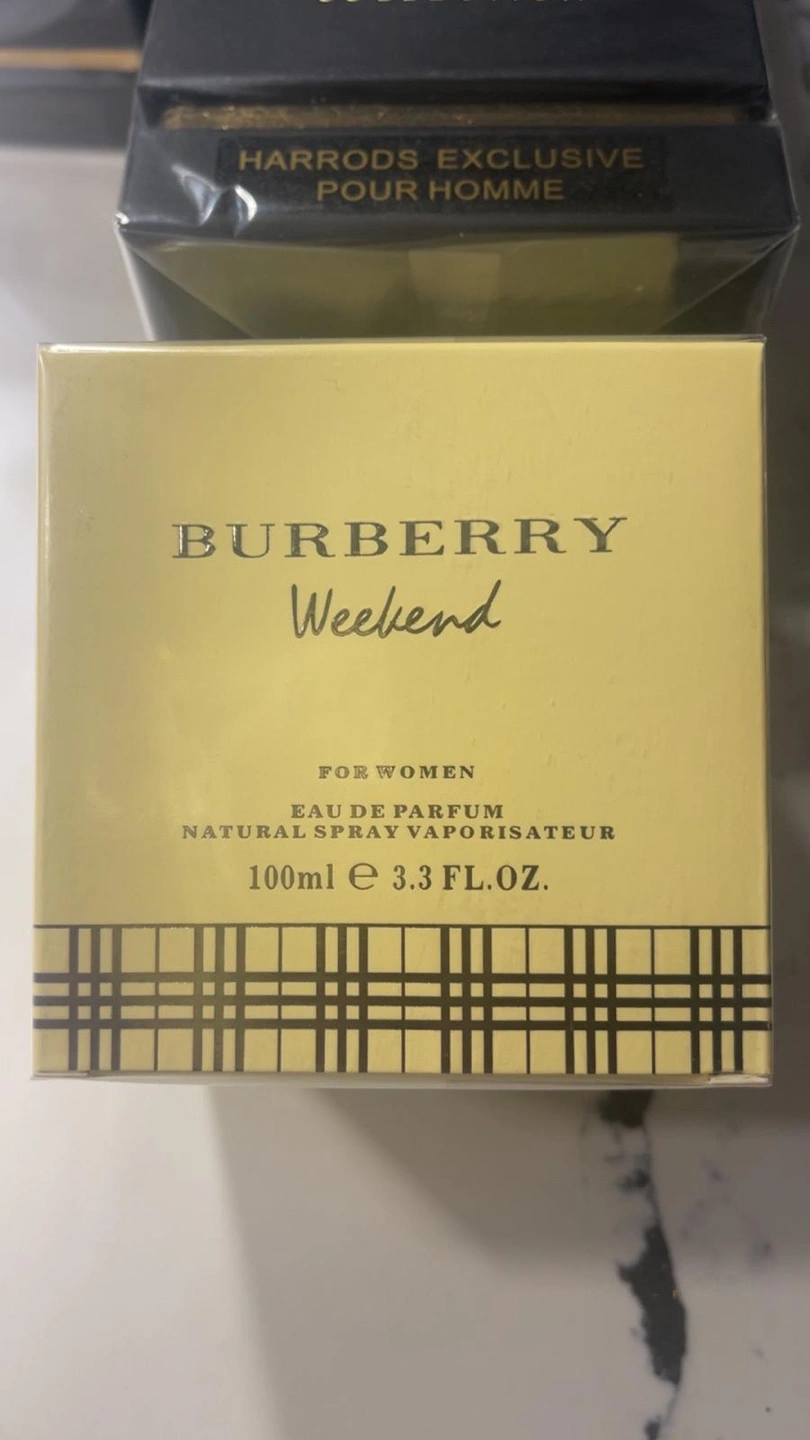 HARRODS EXCLUSIVE
POUR HOMME
BURBERRY
Weekend
FOR WOMEN
EAU DE PARFUM
NATURAL SPRAY VAPORISATEUR
100ml ℮ 3.3 FL.OZ.